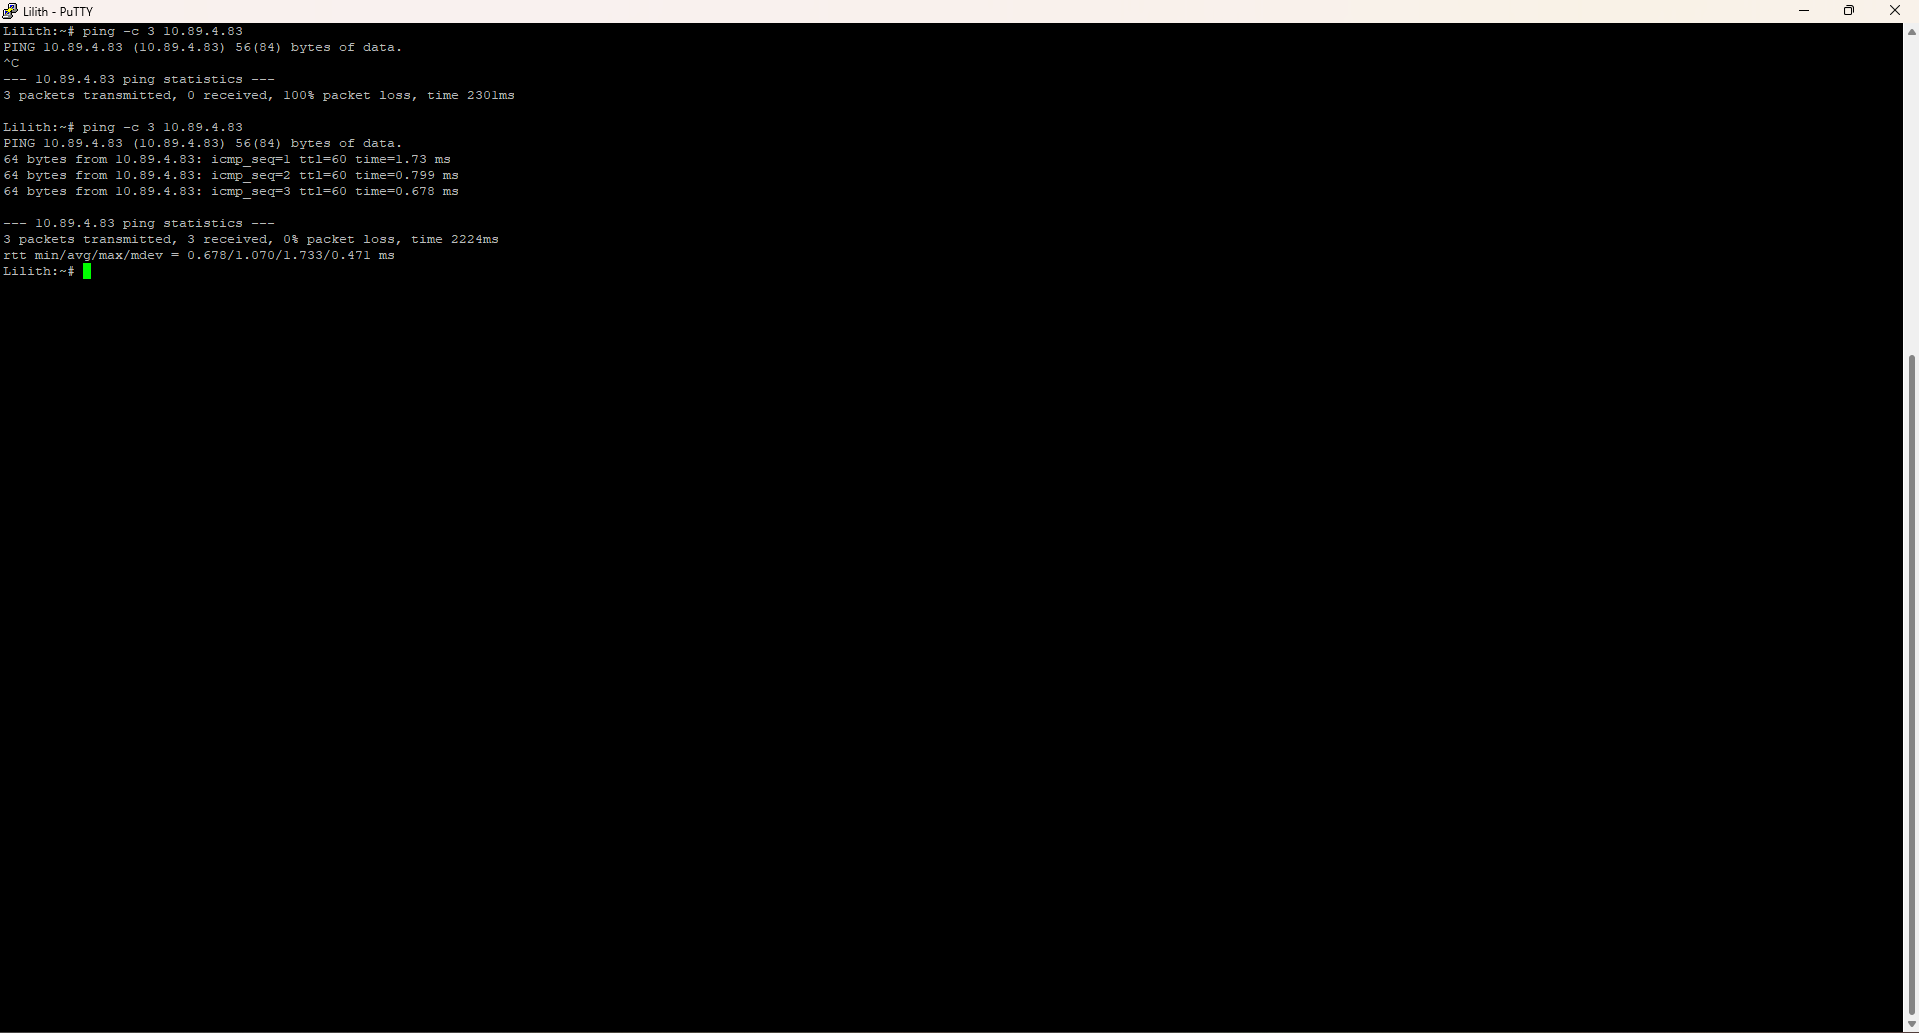 Lilith - PuTTY
Lilith:~# ping -c 3 10.89.4.83
PING 10.89.4.83 (10.89.4.83) 56(84) bytes of data.
^C
--- 10.89.4.83 ping statistics ---
3 packets transmitted, 0 received, 100% packet loss, time 2301ms
Lilith:~# ping -c 3 10.89.4.83
PING 10.89.4.83 (10.89.4.83) 56(84) bytes of data.
64 bytes from 10.89.4.83: icmp_seq=1 ttl=60 time=1.73 ms
64 bytes from 10.89.4.83: icmp_seq=2 ttl=60 time=0.799 ms
64 bytes from 10.89.4.83: icmp_seq=3 ttl=60 time=0.678 ms
--- 10.89.4.83 ping statistics ---
3 packets transmitted, 3 received, 0% packet loss, time 2224ms
rtt min/avg/max/mdev = 0.678/1.070/1.733/0.471 ms
Lilith:~#